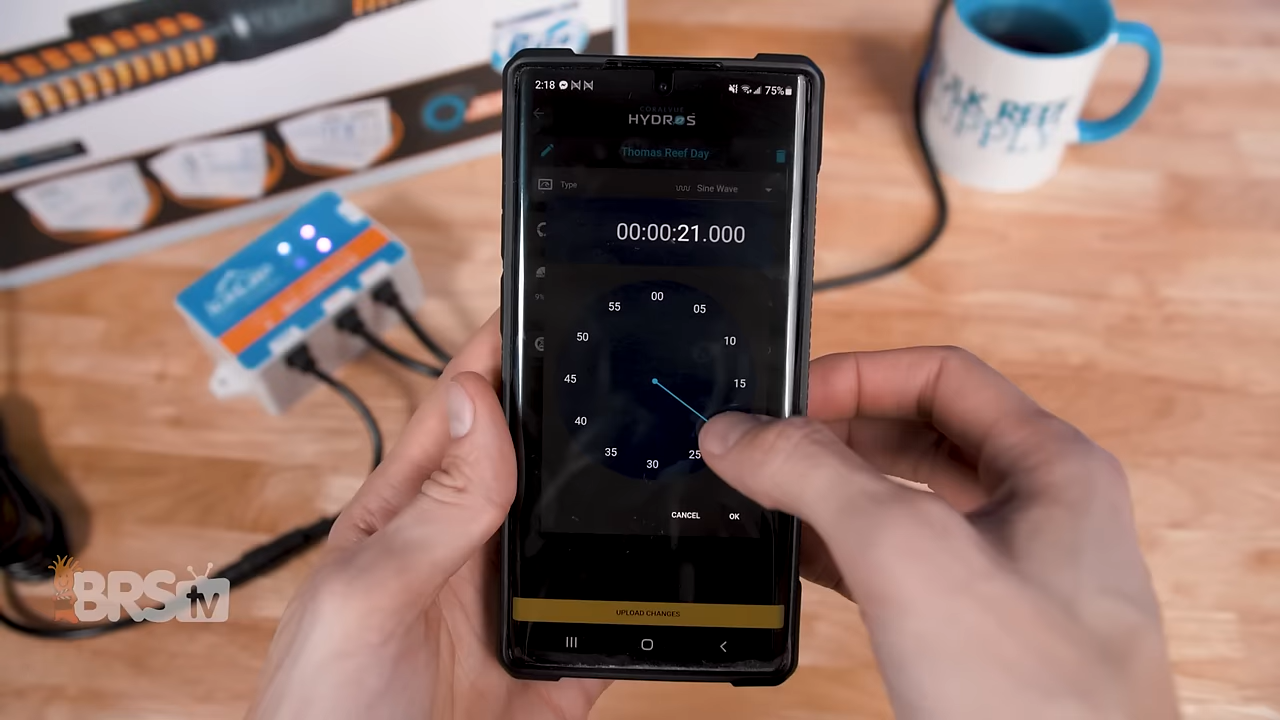 2:18
75%
CORALVUE
HYDROS
Thomas Reef Day
Type
Sine Wave
00:00:21.000
00
55
05
50
10
45
15
40
35
25
30
CANCEL
OK
UPLOAD CHANGES
REEF
BRS
tv